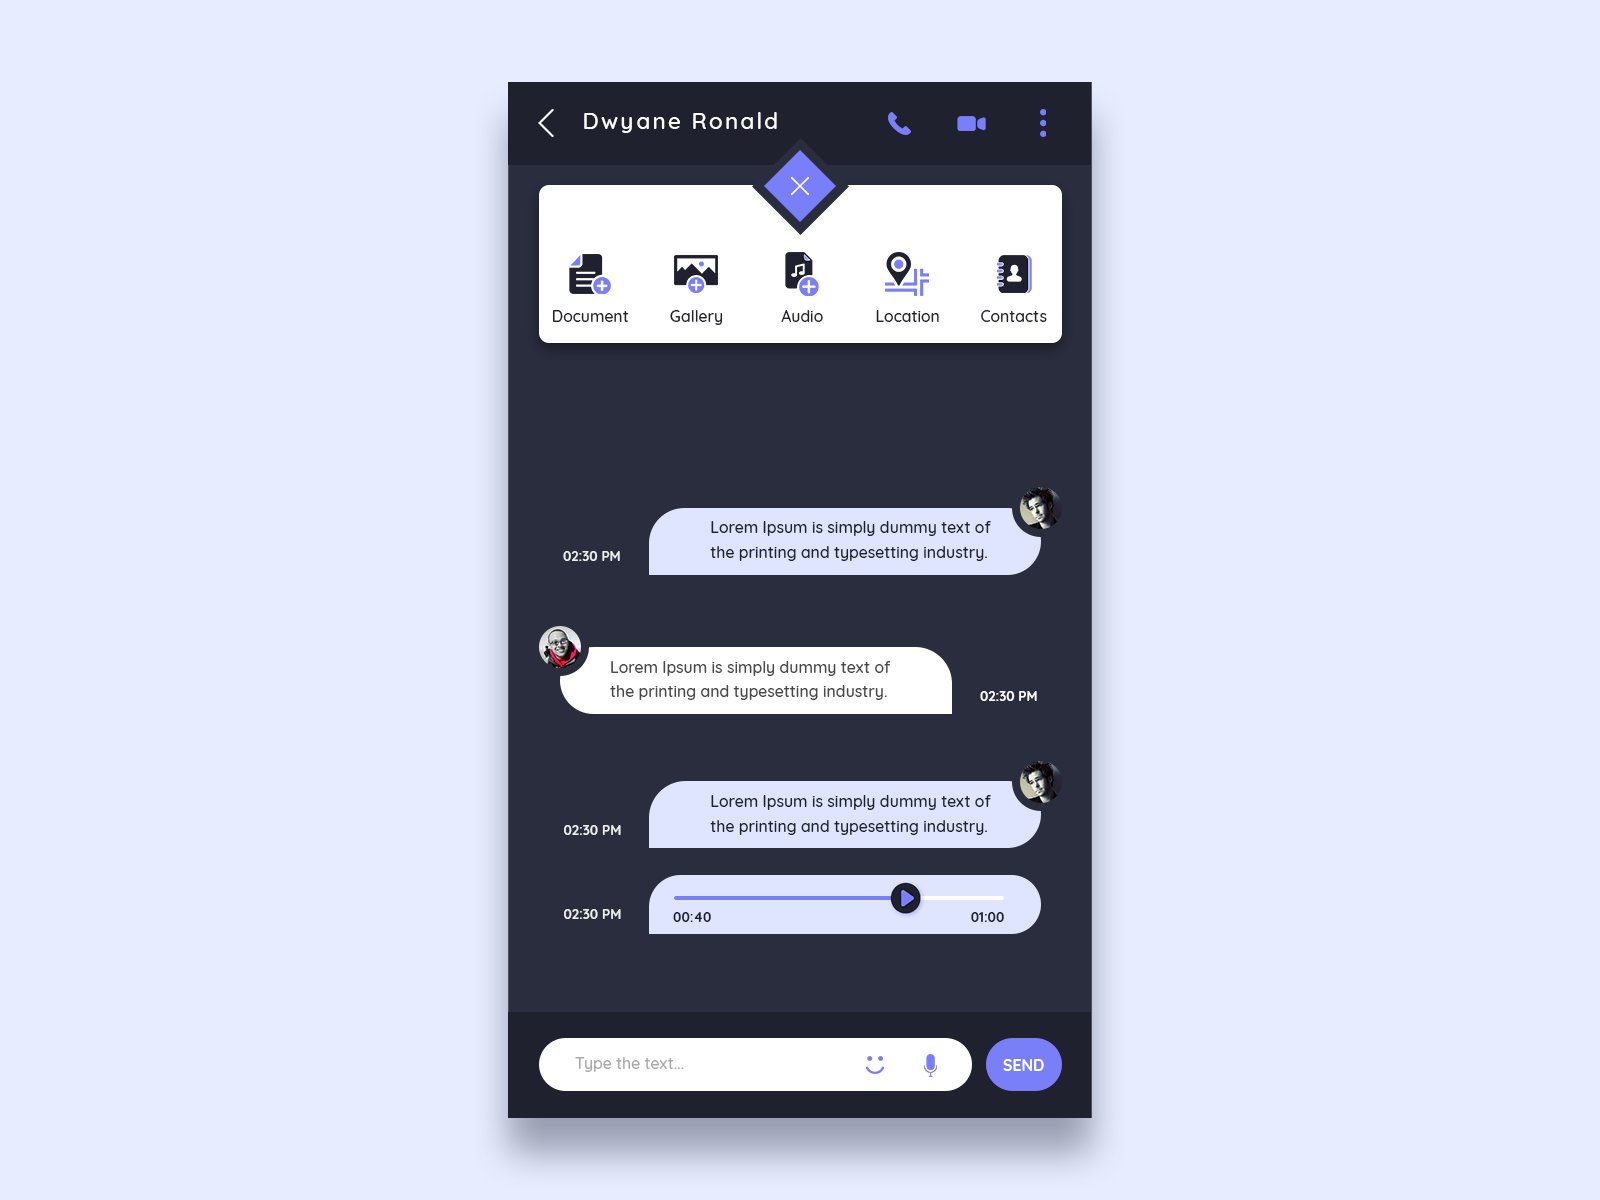 Dwyane Ronald
Document Gallery Audio Location Contacts
Lorem Ipsum is simply dummy text of
the printing and typesetting industry.
02:30 PM
Lorem Ipsum is simply dummy text of
the printing and typesetting industry.
02:30 PM
Lorem Ipsum is simply dummy text of
the printing and typesetting industry.
02:30 PM
02:30 PM
00:40 01:00
Type the text... SEND